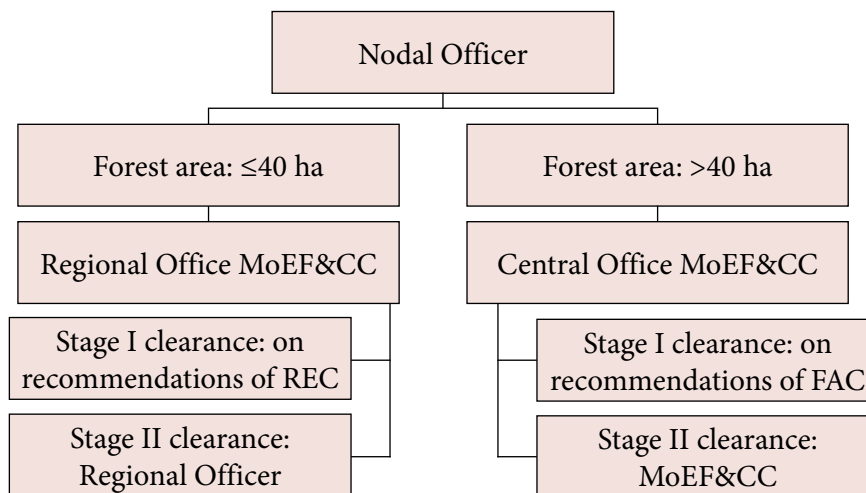 Nodal Officer
Forest area: ≤40 ha
Forest area: >40 ha
Regional Office MoEF&CC
Central Office MoEF&CC
Stage I clearance: on
recommendations of REC
Stage I clearance: on
recommendations of FAC
Stage II clearance:
Regional Officer
Stage II clearance:
MoEF&CC